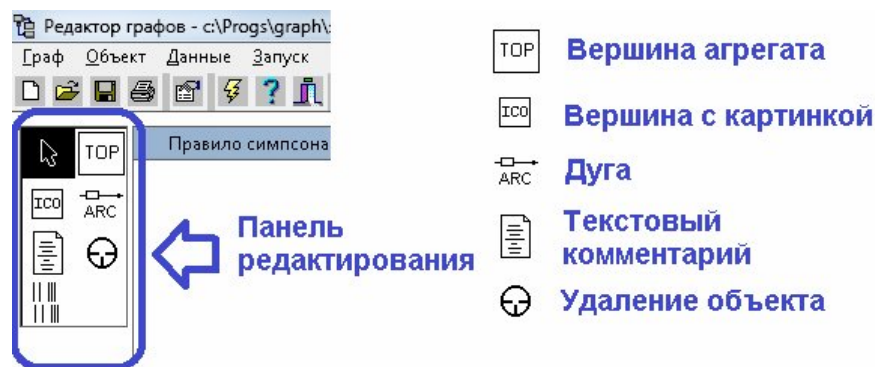 Редактор графов - c:\Progs\graph\
Граф Объект Данные Запуск
Правило симпсона
TOP
ICO
ARC
Панель
редактирования
TOP Вершина агрегата
ICO Вершина с картинкой
ARC Дуга
Текстовый
комментарий
Удаление объекта